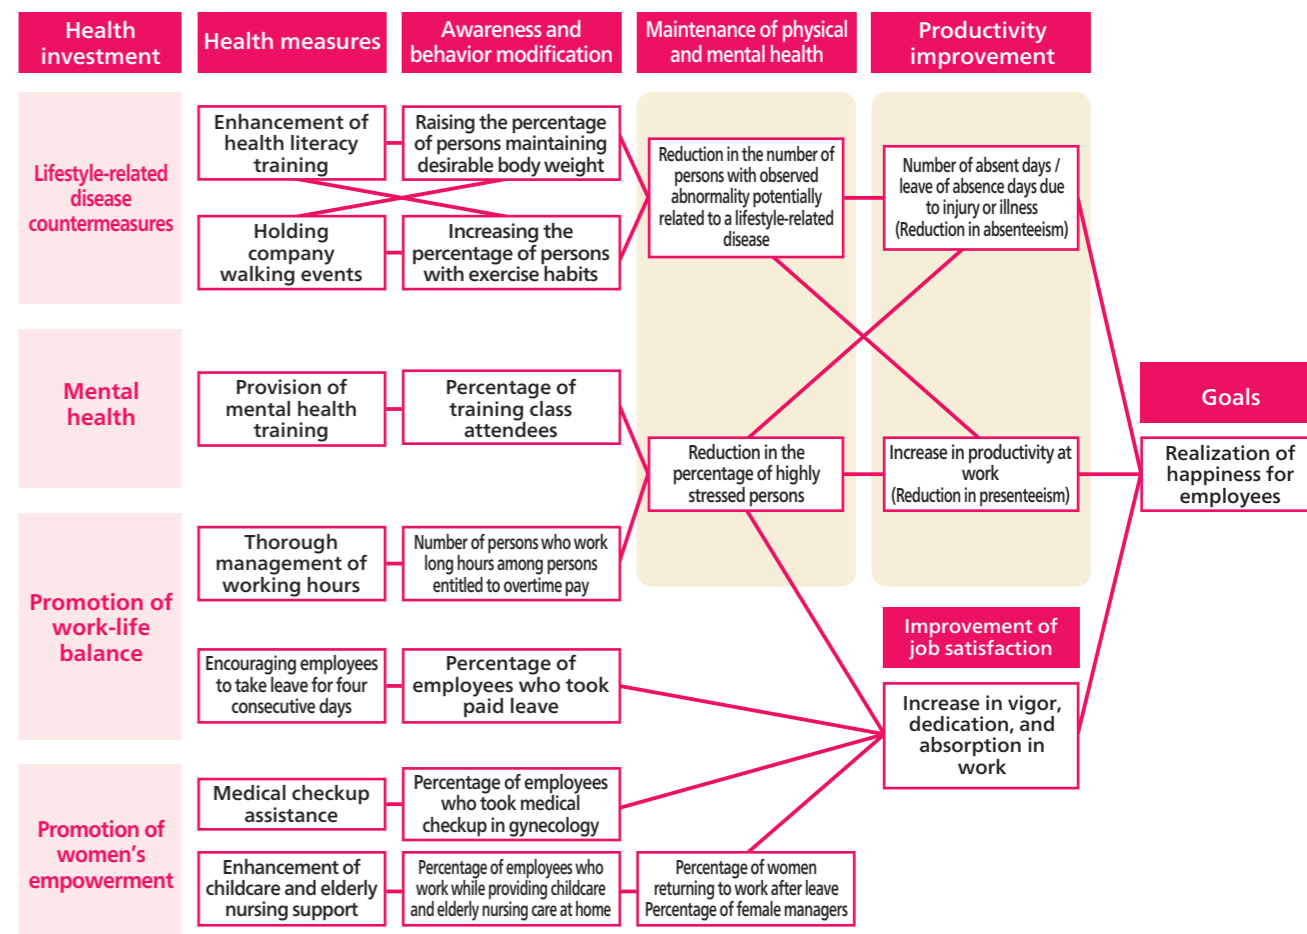 Health
investment
Health measures
Awareness and
behavior modification
Maintenance of physical
and mental health
Productivity
improvement
Lifestyle-related
disease
countermeasures
Enhancement of
health literacy
training
Raising the percentage
of persons maintaining
desirable body weight
Holding
company
walking events
Increasing the
percentage of persons
with exercise habits
Reduction in the number of
persons with observed
abnormality potentially
related to a lifestyle-related
disease
Number of absent days /
leave of absence days due
to injury or illness
(Reduction in absenteeism)
Mental
health
Provision of
mental health
training
Percentage of
training class
attendees
Reduction in the
percentage of highly
stressed persons
Increase in productivity at
work
(Reduction in presenteeism)
Goals
Realization of
happiness for
employees
Promotion of
work-life
balance
Thorough
management of
working hours
Number of persons who work
long hours among persons
entitled to overtime pay
Encouraging employees
to take leave for four
consecutive days
Percentage of
employees who took
paid leave
Improvement of
job satisfaction
Increase in vigor,
dedication, and
absorption in
work
Promotion of
women's
empowerment
Medical checkup
assistance
Percentage of employees
who took medical
checkup in gynecology
Enhancement of
childcare and elderly
nursing support
Percentage of employees who
work while providing childcare
and elderly nursing care at home
Percentage of women
returning to work after leave
Percentage of female managers